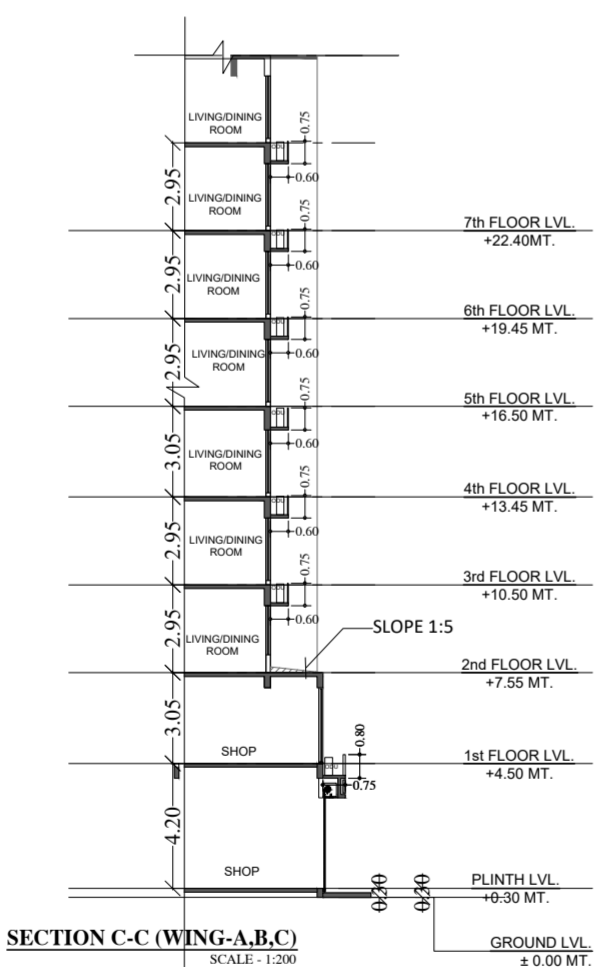 LIVING/DINING
ROOM
0.75
2.95
LIVING/DINING
ROOM
0.60
0.75
7th FLOOR LVL.
+22.40MT.
2.95
LIVING/DINING
ROOM
0.60
0.75
6th FLOOR LVL.
+19.45 MT.
2.95
LIVING/DINING
ROOM
0.60
0.75
5th FLOOR LVL.
+16.50 MT.
3.05
LIVING/DINING
ROOM
0.60
0.75
4th FLOOR LVL.
+13.45 MT.
2.95
LIVING/DINING
ROOM
0.60
0.75
3rd FLOOR LVL.
+10.50 MT.
2.95
LIVING/DINING
ROOM
0.60
SLOPE 1:5
2nd FLOOR LVL.
+7.55 MT.
3.05
SHOP
0.80
1st FLOOR LVL.
+4.50 MT.
0.75
4.20
SHOP
PLINTH LVL.
+0.30 MT.
SECTION C-C (WING-A,B,C)
SCALE - 1:200
GROUND LVL.
± 0.00 MT.